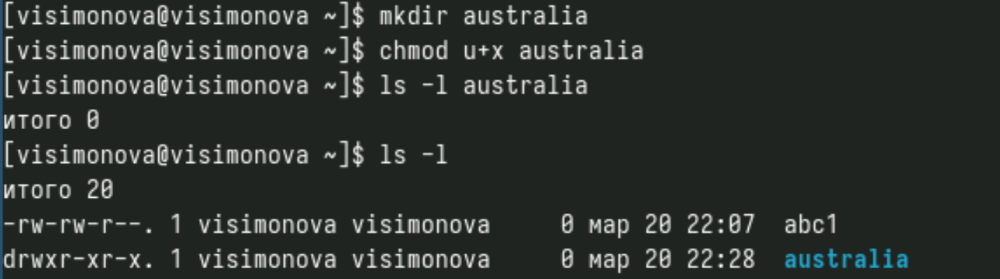 [visimonova@visimonova ~]$ mkdir australia
[visimonova@visimonova ~]$ chmod u+x australia
[visimonova@visimonova ~]$ ls -l australia
итого 0
[visimonova@visimonova ~]$ ls -l
итого 20
-rw-rw-r--. 1 visimonova visimonova     0 мар 20 22:07  abc1
drwxr-xr-x. 1 visimonova visimonova     0 мар 20 22:28  australia